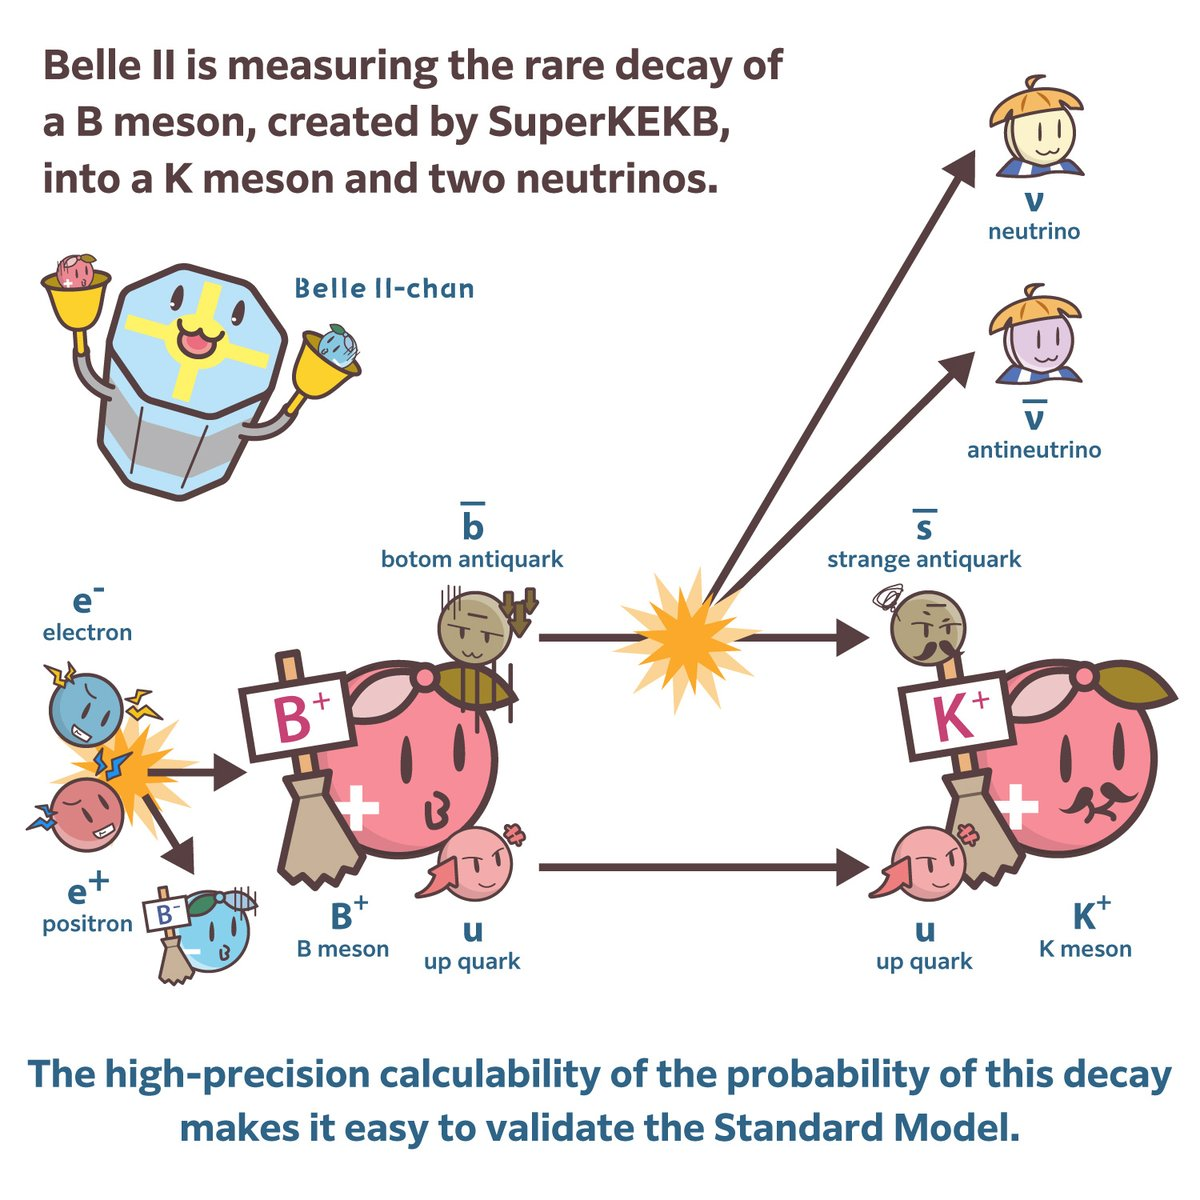 Belle II is measuring the rare decay of
a B meson, created by SuperKEKB,
into a K meson and two neutrinos.
ν
neutrino
Belle II-chan
ν̅
antineutrino
b̅
botom antiquark
s̅
strange antiquark
e⁻
electron
B⁺
K⁺
e⁺
positron
B⁻
B⁺
B meson
u
up quark
u
up quark
K⁺
K meson
The high-precision calculability of the probability of this decay
makes it easy to validate the Standard Model.